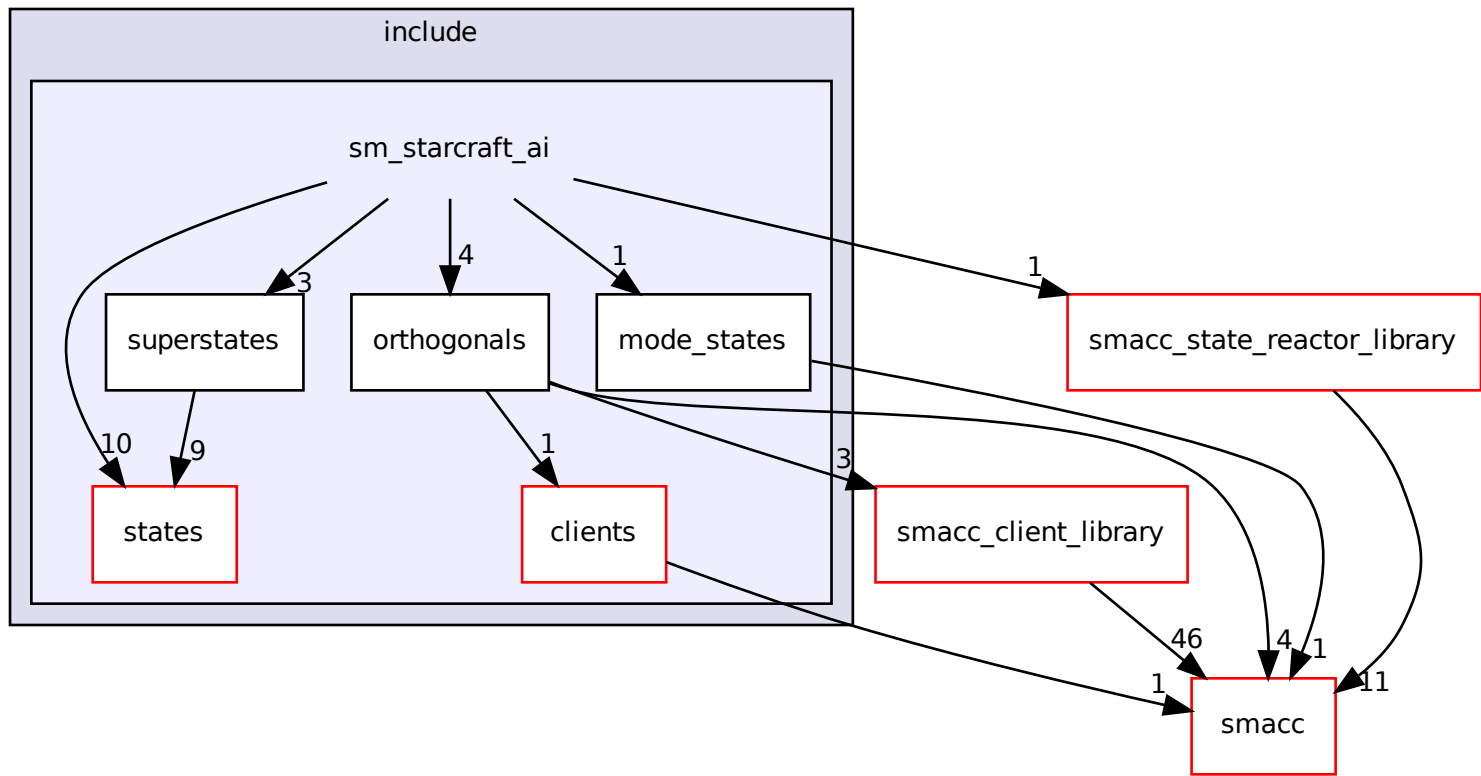 include
sm_starcraft_ai
1
4
1
3
superstates
orthogonals
mode_states
smacc_state_reactor_library
10
9
1
3
states
clients
smacc_client_library
46
4
1
1
11
smacc